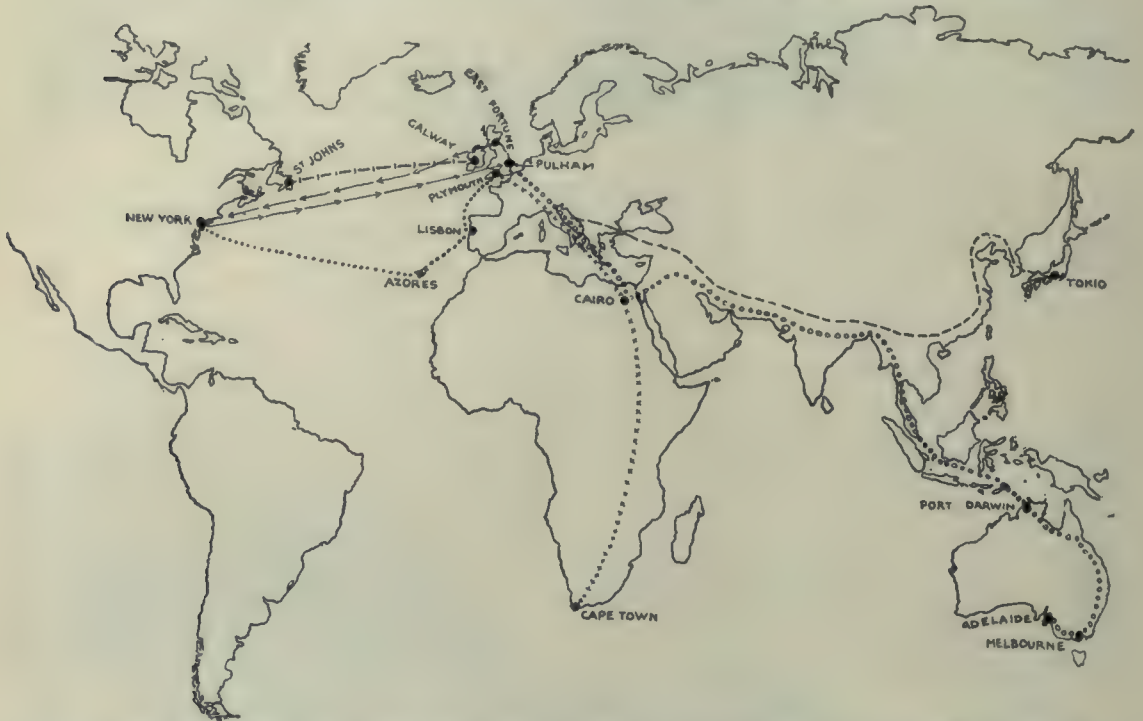 EAST FORTUNE
GALWAY
ST JOHNS
PULHAM
PLYMOUTH
NEW YORK
LISBON
AZORES
CAIRO
TOKIO
PORT DARWIN
CAPE TOWN
ADELAIDE
MELBOURNE